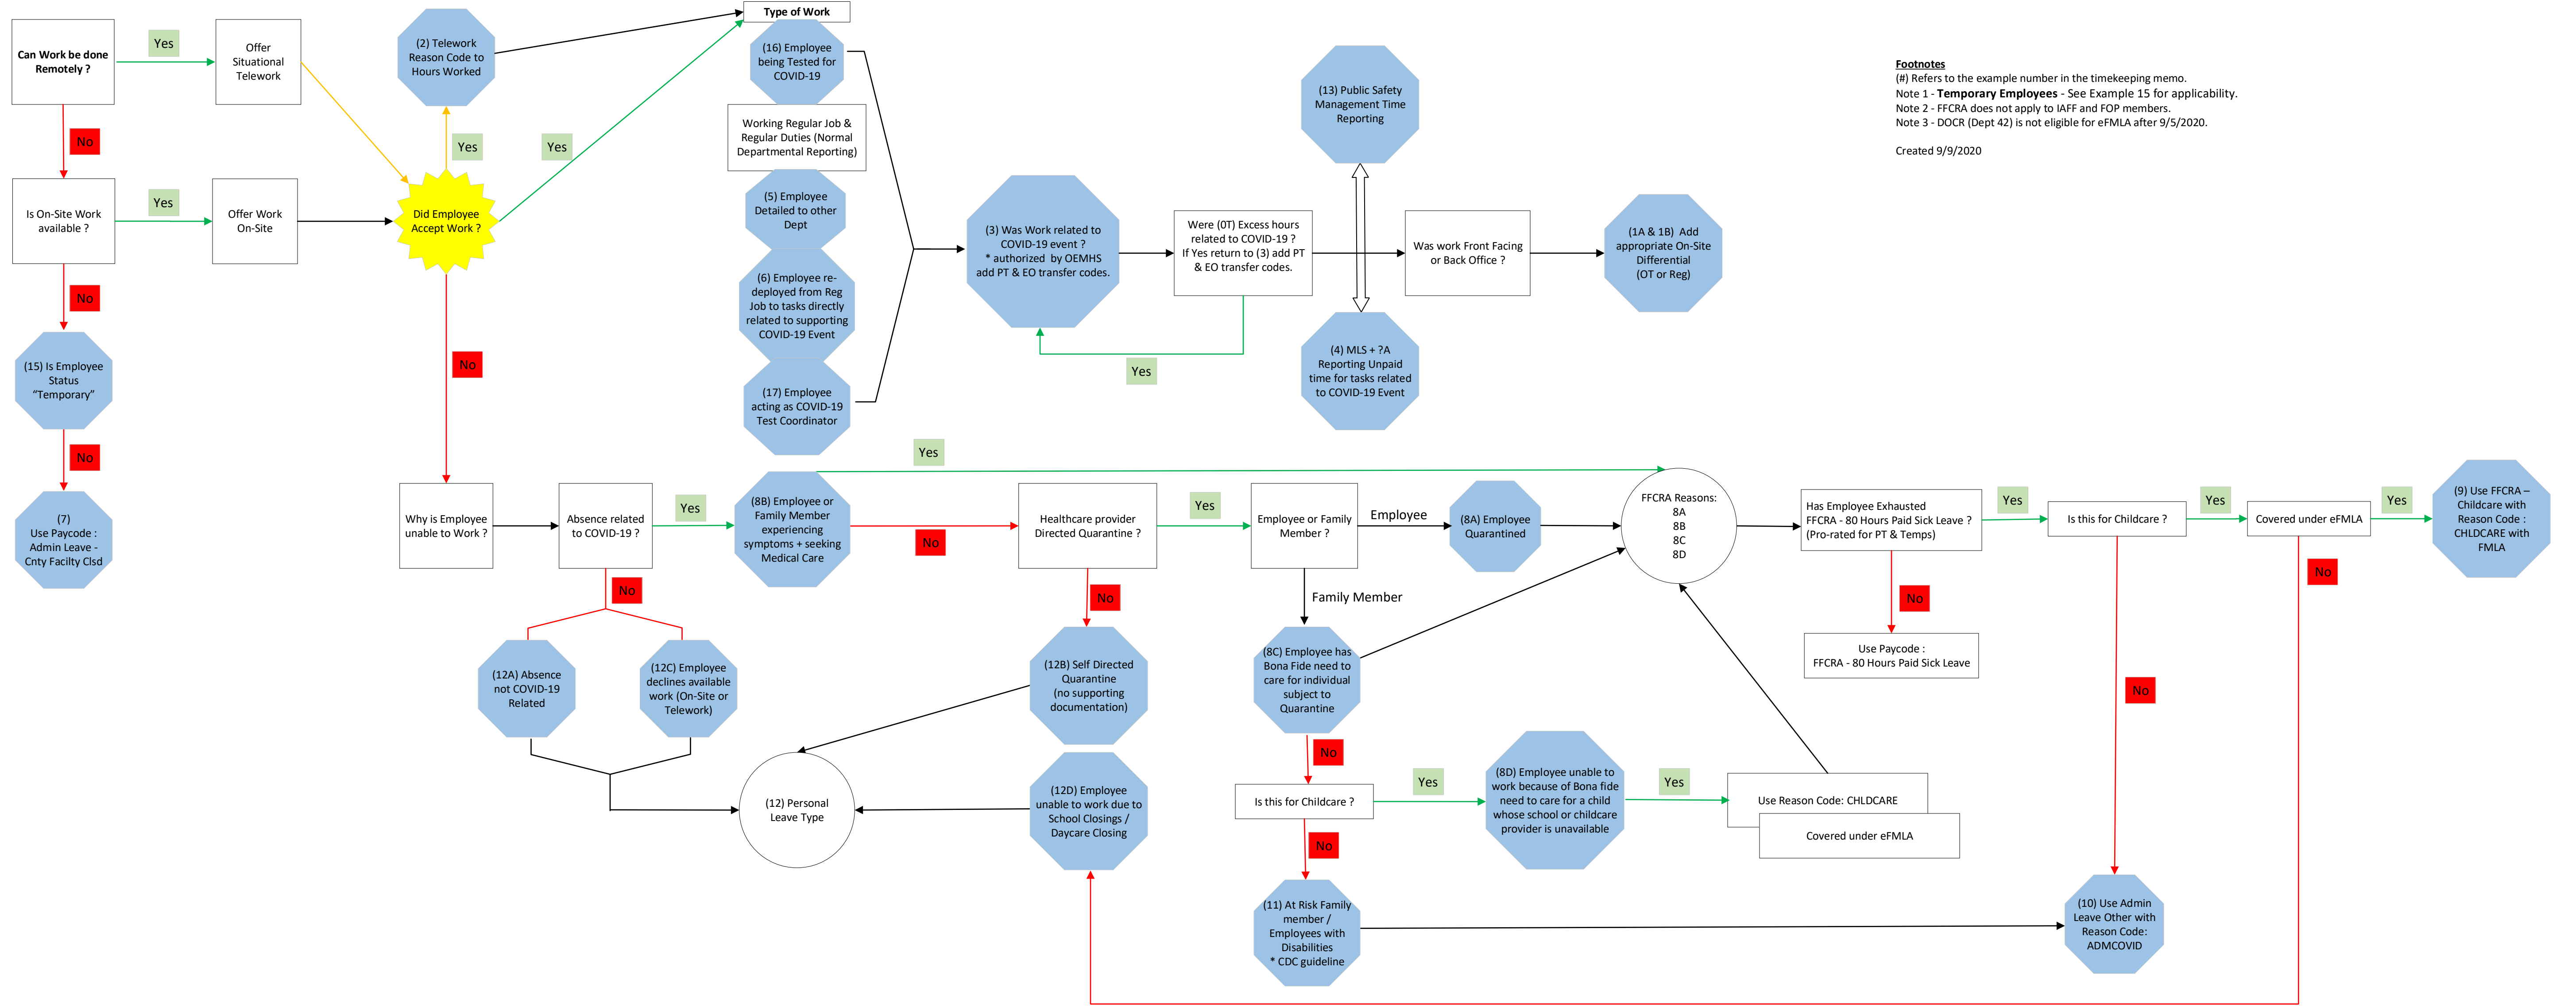 Can Work be done
Remotely ?
Yes
Offer
Situational
Telework
No
Is On-Site Work
available ?
Yes
Offer Work
On-Site
No
(15) Is Employee
Status
“Temporary”
No
(7)
Use Paycode :
Admin Leave -
Cnty Facilty Clsd
(2) Telework
Reason Code to
Hours Worked
Yes
Yes
Did Employee
Accept Work ?
No
Type of Work
(16) Employee
being Tested for
COVID-19
Working Regular Job &
Regular Duties (Normal
Departmental Reporting)
(5) Employee
Detailed to other
Dept
(6) Employee re-
deployed from Reg
Job to tasks directly
related to supporting
COVID-19 Event
(17) Employee
acting as COVID-19
Test Coordinator
(3) Was Work related to
COVID-19 event ?
* authorized by OEMHS
add PT & EO transfer codes.
Were (0T) Excess hours
related to COVID-19 ?
If Yes return to (3) add PT
& EO transfer codes.
Yes
(13) Public Safety
Management Time
Reporting
(4) MLS + ?A
Reporting Unpaid
time for tasks related
to COVID-19 Event
Was work Front Facing
or Back Office ?
(1A & 1B) Add
appropriate On-Site
Differential
(OT or Reg)
Footnotes
(#) Refers to the example number in the timekeeping memo.
Note 1 - Temporary Employees - See Example 15 for applicability.
Note 2 - FFCRA does not apply to IAFF and FOP members.
Note 3 - DOCR (Dept 42) is not eligible for eFMLA after 9/5/2020.
Created 9/9/2020
Why is Employee
unable to Work ?
Absence related
to COVID-19 ?
Yes
No
(12A) Absence
not COVID-19
Related
(12C) Employee
declines available
work (On-Site or
Telework)
(8B) Employee or
Family Member
experiencing
symptoms + seeking
Medical Care
Yes
No
Healthcare provider
Directed Quarantine ?
Yes
No
(12B) Self Directed
Quarantine
(no supporting
documentation)
(12D) Employee
unable to work due to
School Closings /
Daycare Closing
(12) Personal
Leave Type
Employee or Family
Member ?
Employee
Family Member
(8A) Employee
Quarantined
(8C) Employee has
Bona Fide need to
care for individual
subject to
Quarantine
No
Is this for Childcare ?
Yes
No
(8D) Employee unable to
work because of Bona fide
need to care for a child
whose school or childcare
provider is unavailable
Yes
Use Reason Code: CHLDCARE
Covered under eFMLA
(11) At Risk Family
member /
Employees with
Disabilities
* CDC guideline
FFCRA Reasons:
8A
8B
8C
8D
Has Employee Exhausted
FFCRA - 80 Hours Paid Sick Leave ?
(Pro-rated for PT & Temps)
Yes
No
Use Paycode :
FFCRA - 80 Hours Paid Sick Leave
Is this for Childcare ?
Yes
No
Covered under eFMLA
Yes
No
(9) Use FFCRA –
Childcare with
Reason Code :
CHLDCARE with
FMLA
(10) Use Admin
Leave Other with
Reason Code:
ADMCOVID